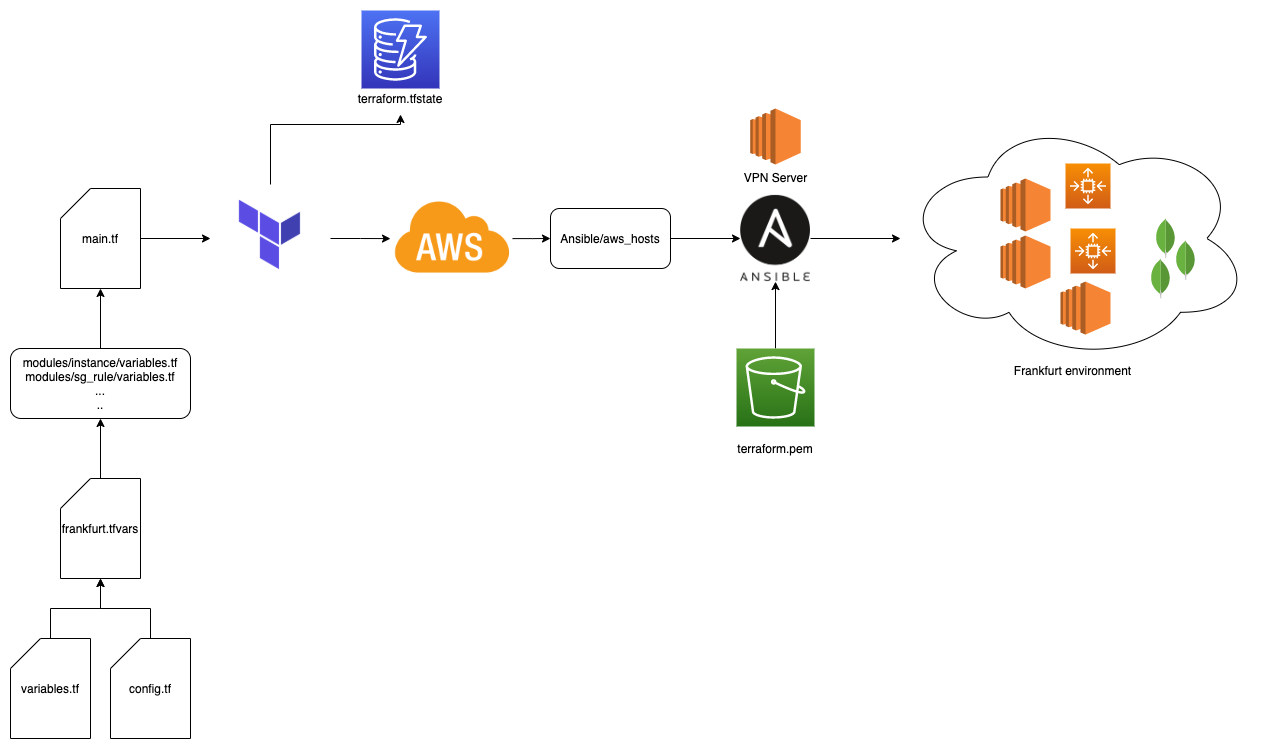 terraform.tfstate
VPN Server
main.tf
AWS
Ansible/aws_hosts
ANSIBLE
modules/instance/variables.tf
modules/sg_rule/variables.tf
...
..
Frankfurt environment
terraform.pem
frankfurt.tfvars
variables.tf
config.tf